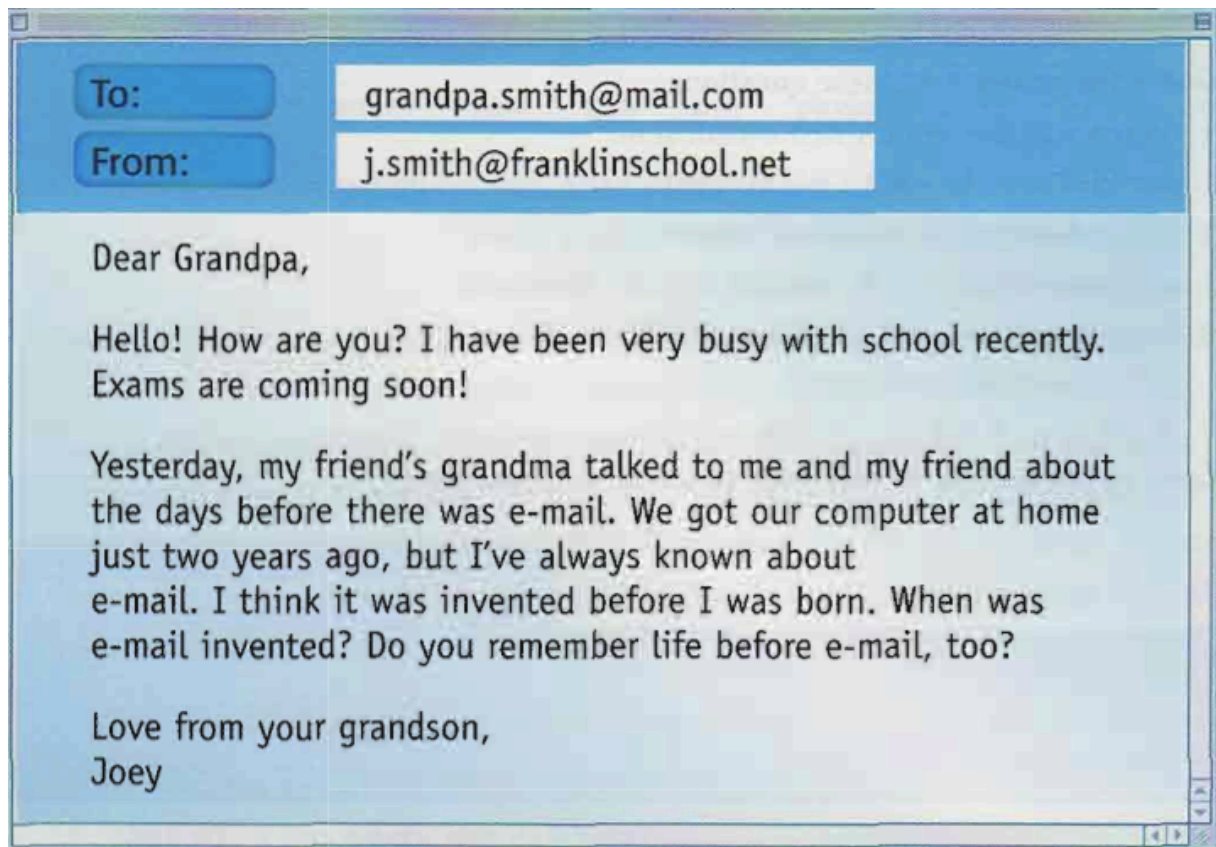 To: grandpa.smith@mail.com
From: j.smith@franklinschool.net
Dear Grandpa,
Hello! How are you? I have been very busy with school recently.
Exams are coming soon!
Yesterday, my friend's grandma talked to me and my friend about
the days before there was e-mail. We got our computer at home
just two years ago, but I've always known about
e-mail. I think it was invented before I was born. When was
e-mail invented? Do you remember life before e-mail, too?
Love from your grandson,
Joey